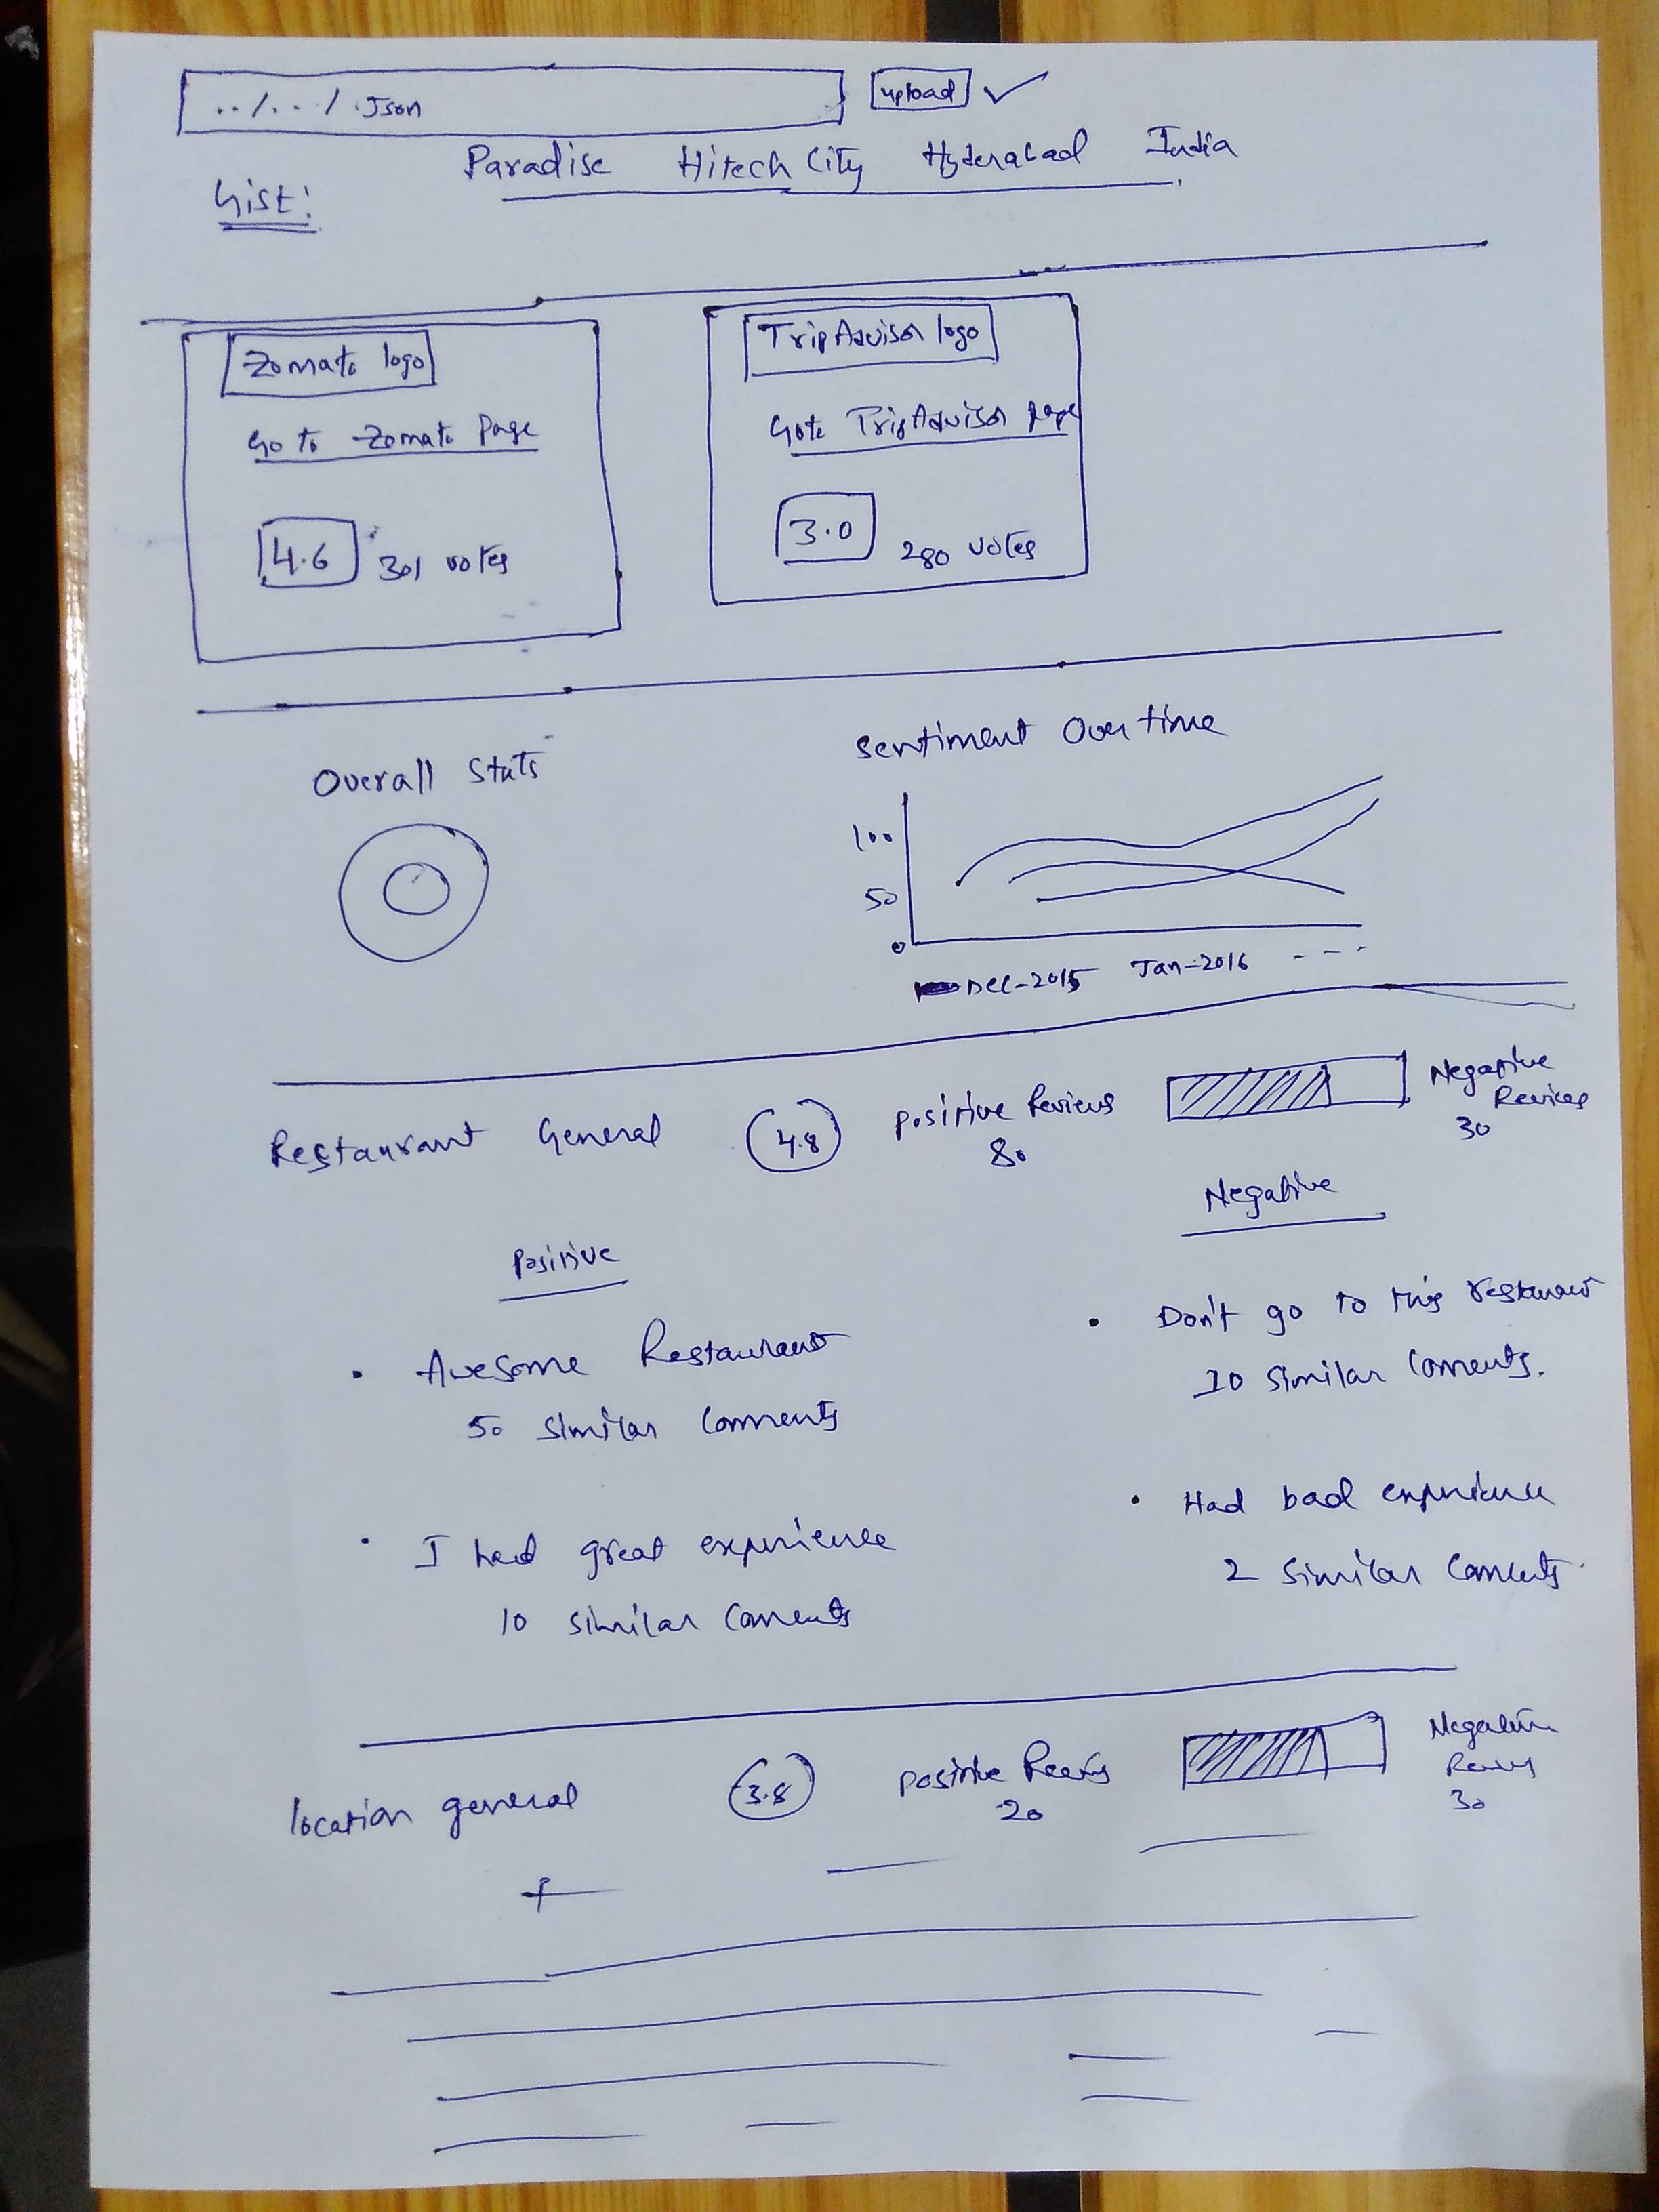 ../.../.Json
upload
Paradise Hitech City Hyderabad India
Gist:
Zomato logo
Go to Zomato Page
4.6 301 votes
TripAdvisor logo
Goto TripAdvisor page
3.0 280 votes
Overall Stats
Sentiment Over time
100
50
0
Dec-2015 Jan-2016 - - -
Restaurant General 4.8 positive Reviews
80
Negative
Reviews
30
Positive
• Awesome Restaurant
50 Similar Comments
• I had great experience
10 similar Comments
Negative
• Don't go to this restaurant
10 similar Comments.
• Had bad experience
2 similar Comments
location general 3.8 positive Reviews
20
Negative
Reviews
30